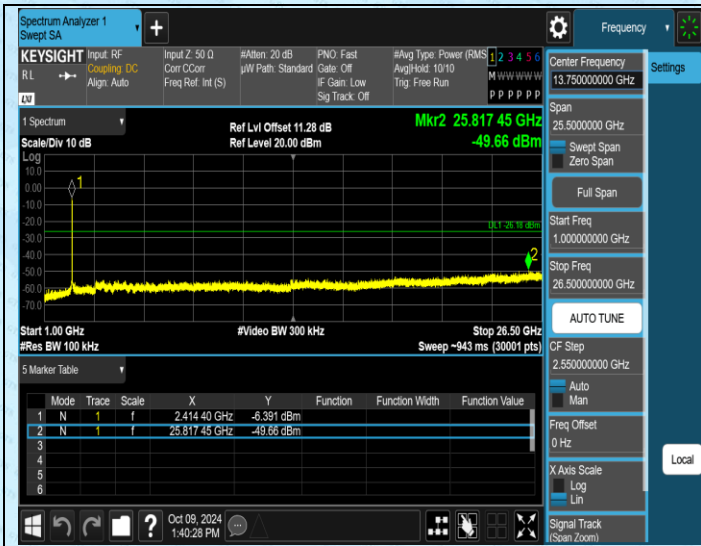 Spectrum Analyzer 1
Swept SA
+
Frequency
KEYSIGHT
RL
LXI
Input: RF
Coupling: DC
Align: Auto
Input Z: 50 Ω
Corr CCorr
Freq Ref: Int (S)
#Atten: 20 dB
µW Path: Standard
PNO: Fast
Gate: Off
IF Gain: Low
Sig Track: Off
#Avg Type: Power (RMS
Avg|Hold: 10/10
Trig: Free Run
1 2 3 4 5 6
M W W W W W
P P P P P P
1 Spectrum
Scale/Div 10 dB
Ref Lvl Offset 11.28 dB
Ref Level 20.00 dBm
Mkr2 25.817 45 GHz
-49.66 dBm
Log
10.0
0.00
-10.0
-20.0
-30.0
-40.0
-50.0
-60.0
-70.0
1
DL1 -26.18 dBm
2
Start 1.00 GHz
#Res BW 100 kHz
#Video BW 300 kHz
Stop 26.50 GHz
Sweep ~943 ms (30001 pts)
5 Marker Table
Mode Trace Scale X Y Function Function Width Function Value
1 N 1 f 2.414 40 GHz -6.391 dBm
2 N 1 f 25.817 45 GHz -49.66 dBm
3
4
5
6
Oct 09, 2024
1:40:28 PM
Center Frequency
13.750000000 GHz
Span
25.5000000 GHz
Swept Span
Zero Span
Full Span
Start Freq
1.000000000 GHz
Stop Freq
26.500000000 GHz
AUTO TUNE
CF Step
2.550000000 GHz
Auto
Man
Freq Offset
0 Hz
X Axis Scale
Log
Lin
Signal Track
(Span Zoom)
Settings
Local